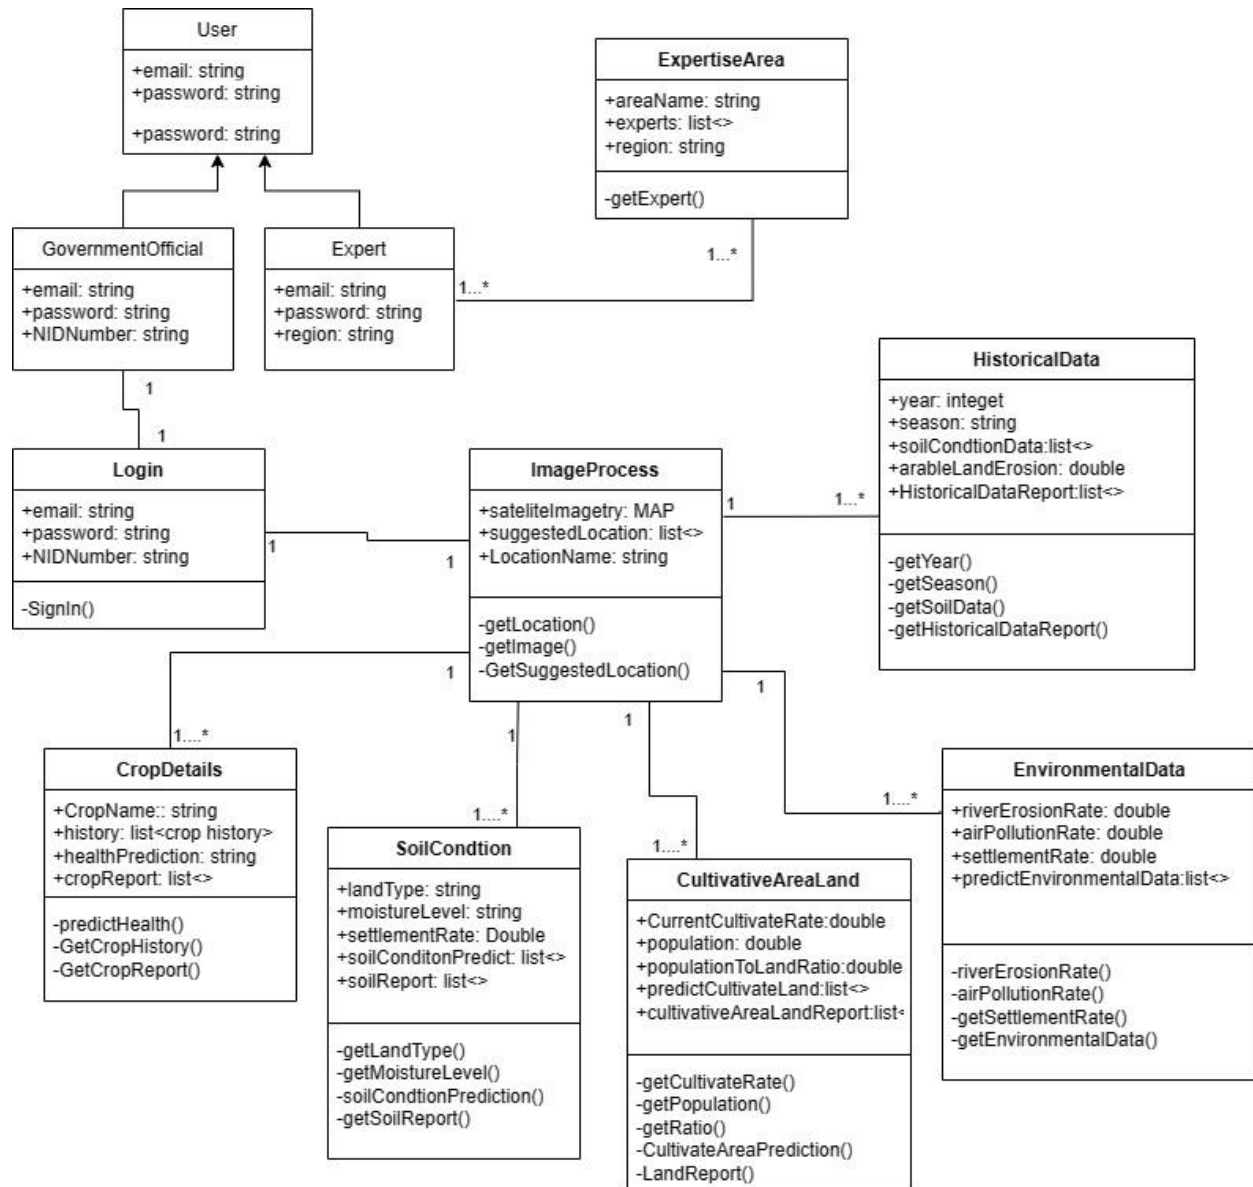 User
+email: string
+password: string
+password: string
ExpertiseArea
+areaName: string
+experts: list<>
+region: string
-getExpert()
1...*
GovernmentOfficial
+email: string
+password: string
+NIDNumber: string
Expert
+email: string
+password: string
+region: string
1...*
1
1
HistoricalData
+year: integet
+season: string
+soilCondtionData:list<>
+arableLandErosion: double
+HistoricalDataReport:list<>
-getYear()
-getSeason()
-getSoilData()
-getHistoricalDataReport()
Login
+email: string
+password: string
+NIDNumber: string
-SignIn()
1
1
ImageProcess
+sateliteImagetry: MAP
+suggestedLocation: list<>
+LocationName: string
-getLocation()
-getImage()
-GetSuggestedLocation()
1
1...*
1
1
1
1
1....*
CropDetails
+CropName:: string
+history: list<crop history>
+healthPrediction: string
+cropReport: list<>
-predictHealth()
-GetCropHistory()
-GetCropReport()
1....*
SoilCondtion
+landType: string
+moistureLevel: string
+settlementRate: Double
+soilConditonPredict: list<>
+soilReport: list<>
-getLandType()
-getMoistureLevel()
-soilCondtionPrediction()
-getSoilReport()
1....*
CultivativeAreaLand
+CurrentCultivateRate:double
+population: double
+populationToLandRatio:double
+predictCultivateLand:list<>
+cultivativeAreaLandReport:list<
-getCultivateRate()
-getPopulation()
-getRatio()
-CultivateAreaPrediction()
-LandReport()
1...*
EnvironmentalData
+riverErosionRate: double
+airPollutionRate: double
+settlementRate: double
+predictEnvironmentalData:list<>
-riverErosionRate()
-airPollutionRate()
-getSettlementRate()
-getEnvironmentalData()